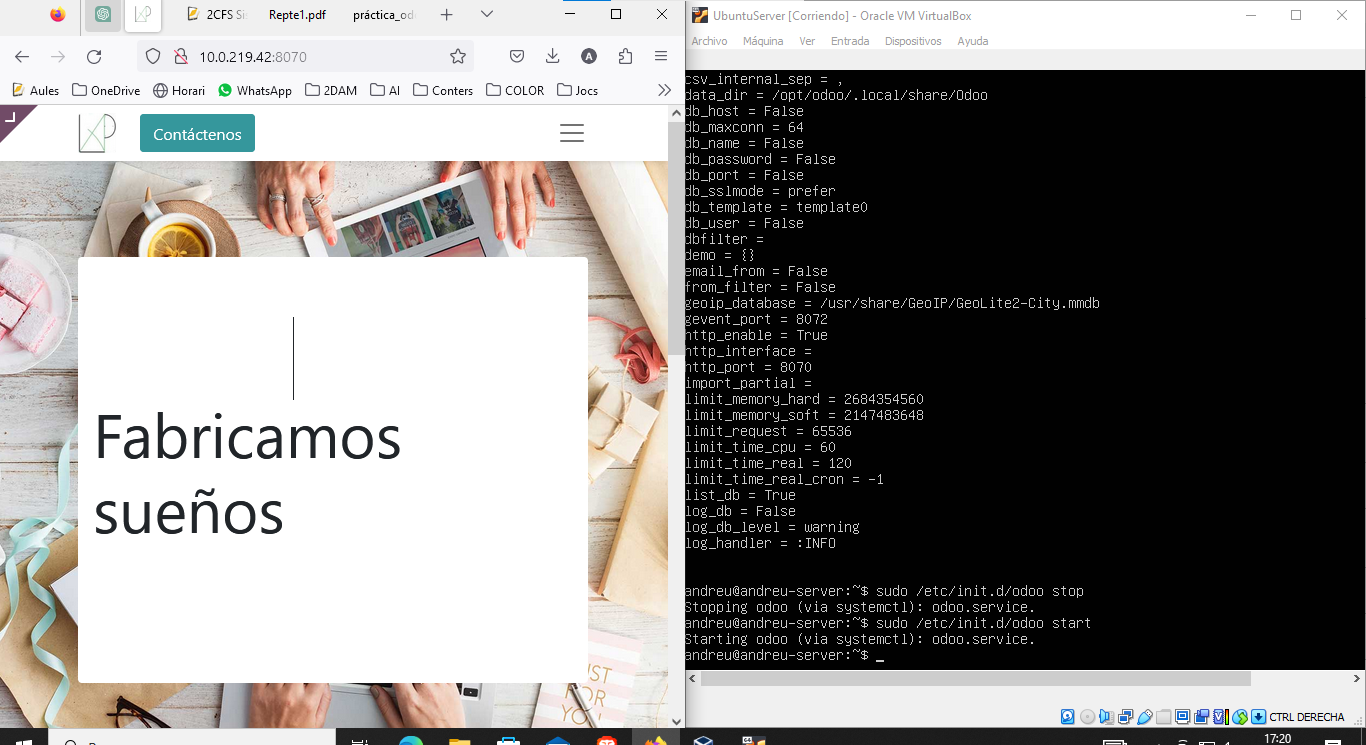 2CFS Si
Repte1.pdf
práctica_od
10.0.219.42:8070
A
Aules
OneDrive
Horari
WhatsApp
2DAM
AI
Conters
COLOR
Jocs
Contáctenos
Fabricamos
sueños
UST
FOR
YOU
UbuntuServer [Corriendo] - Oracle VM VirtualBox
Archivo Máquina Ver Entrada Dispositivos Ayuda
csv_internal_sep = ,
data_dir = /opt/odoo/.local/share/Odoo
db_host = False
db_maxconn = 64
db_name = False
db_password = False
db_port = False
db_sslmode = prefer
db_template = template0
db_user = False
dbfilter =
demo = {}
email_from = False
from_filter = False
geoip_database = /usr/share/GeoIP/GeoLite2-City.mmdb
gevent_port = 8072
http_enable = True
http_interface =
http_port = 8070
import_partial =
limit_memory_hard = 2684354560
limit_memory_soft = 2147483648
limit_request = 65536
limit_time_cpu = 60
limit_time_real = 120
limit_time_real_cron = -1
list_db = True
log_db = False
log_db_level = warning
log_handler = :INFO
andreu@andreu-server:~$ sudo /etc/init.d/odoo stop
Stopping odoo (via systemctl): odoo.service.
andreu@andreu-server:~$ sudo /etc/init.d/odoo start
Starting odoo (via systemctl): odoo.service.
andreu@andreu-server:~$ _
CTRL DERECHA
17:20